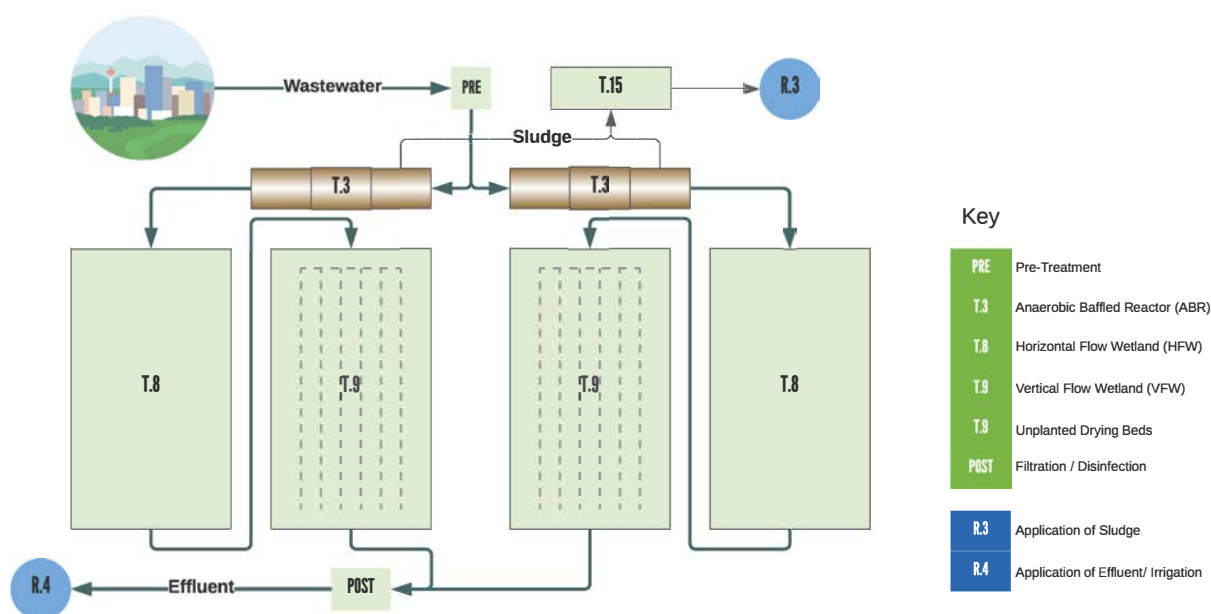 Wastewater
PRE
T.15
R.3
Sludge
T.3
T.3
T.8
T.9
T.9
T.8
R.4
Effluent
POST
Key
PRE Pre-Treatment
T.3 Anaerobic Baffled Reactor (ABR)
T.8 Horizontal Flow Wetland (HFW)
T.9 Vertical Flow Wetland (VFW)
T.9 Unplanted Drying Beds
POST Filtration / Disinfection
R.3 Application of Sludge
R.4 Application of Effluent/ Irrigation